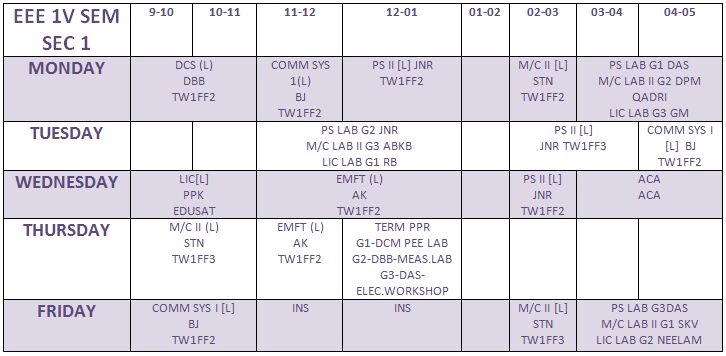 EEE 1V SEM
SEC 1
9-10
10-11
11-12
12-01
01-02
02-03
03-04
04-05
MONDAY
DCS (L)
DBB
TW1FF2
COMM SYS
1(L)
BJ
TW1FF2
PS II [L] JNR
TW1FF2
M/C II [L]
STN
TW1FF2
PS LAB G1 DAS
M/C LAB II G2 DPM
QADRI
LIC LAB G3 GM
TUESDAY
PS LAB G2 JNR
M/C LAB II G3 ABKB
LIC LAB G1 RB
PS II [L]
JNR TW1FF3
COMM SYS I
[L] BJ
TW1FF2
WEDNESDAY
LIC[L]
PPK
EDUSAT
EMFT (L)
AK
TW1FF2
PS II [L]
JNR
TW1FF2
ACA
ACA
THURSDAY
M/C II (L)
STN
TW1FF3
EMFT (L)
AK
TW1FF2
TERM PPR
G1-DCM PEE LAB
G2-DBB-MEAS.LAB
G3-DAS-
ELEC.WORKSHOP
FRIDAY
COMM SYS I [L]
BJ
TW1FF2
INS
INS
M/C II [L]
STN
TW1FF3
PS LAB G3DAS
M/C LAB II G1 SKV
LIC LAB G2 NEELAM